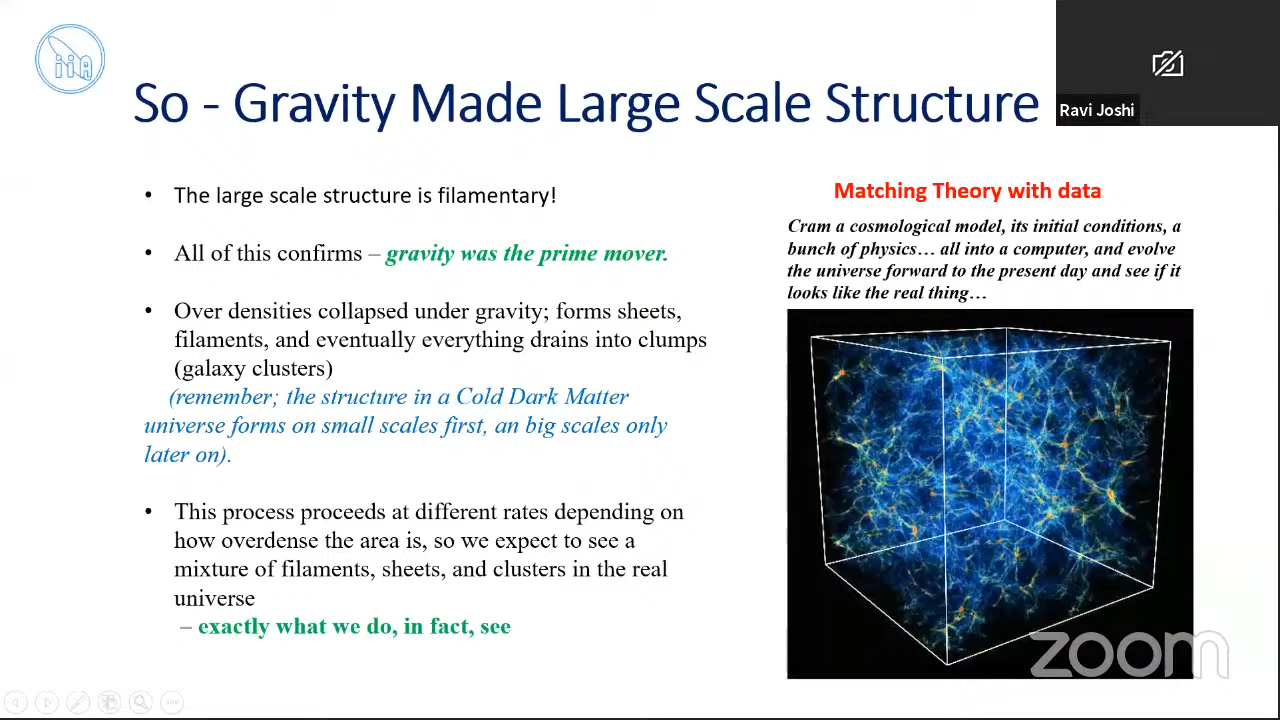 iiA
So - Gravity Made Large Scale Structure
Ravi Joshi
• The large scale structure is filamentary!
• All of this confirms – gravity was the prime mover.
• Over densities collapsed under gravity; forms sheets,
filaments, and eventually everything drains into clumps
(galaxy clusters)
(remember; the structure in a Cold Dark Matter
universe forms on small scales first, an big scales only
later on).
• This process proceeds at different rates depending on
how overdense the area is, so we expect to see a
mixture of filaments, sheets, and clusters in the real
universe
– exactly what we do, in fact, see
Matching Theory with data
Cram a cosmological model, its initial conditions, a
bunch of physics… all into a computer, and evolve
the universe forward to the present day and see if it
looks like the real thing…
zoom